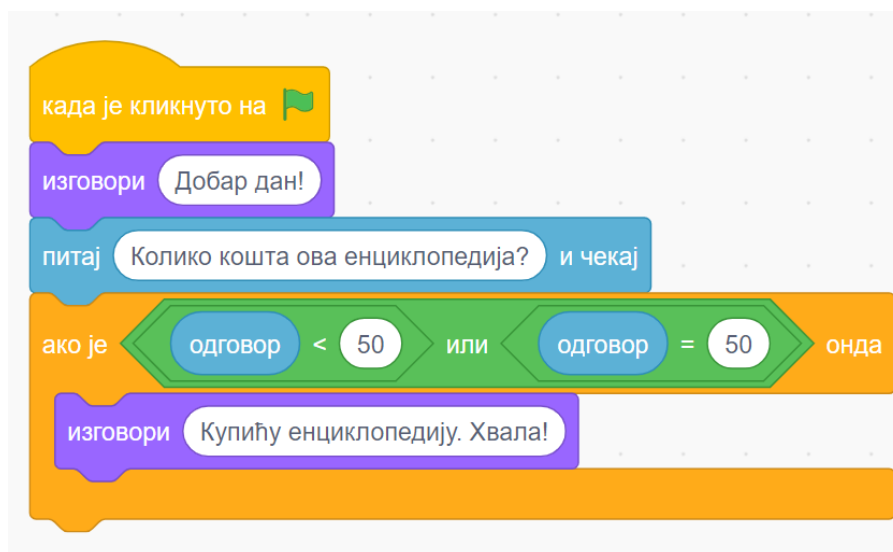 када је кликнуто на
изговори Добар дан!
питај Колико кошта ова енциклопедија? и чекај
ако је одговор < 50 или одговор = 50 онда
изговори Купићу енциклопедију. Хвала!